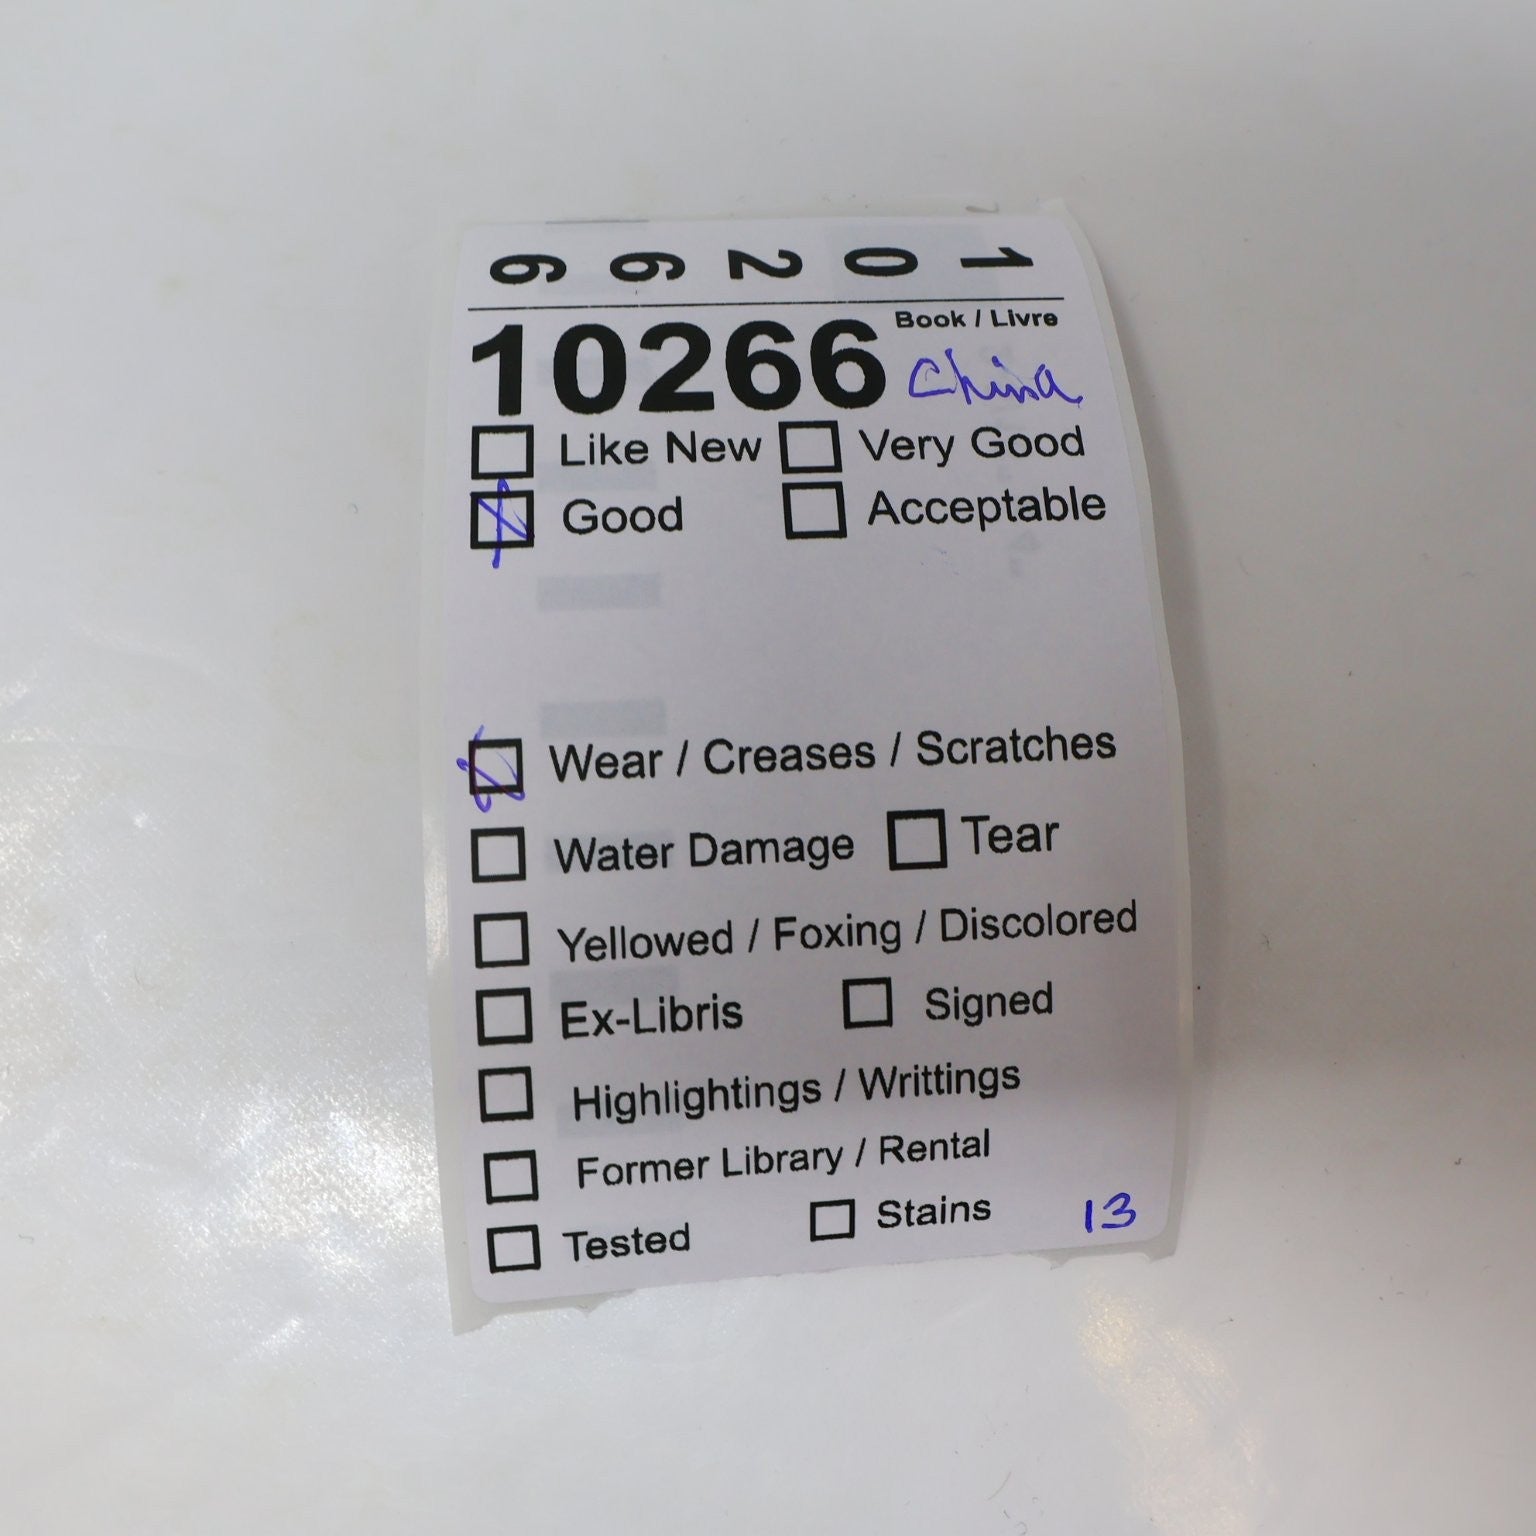 10266
Book / Livre
10266 China
Like New Very Good
Good Acceptable
Wear / Creases / Scratches
Water Damage Tear
Yellowed / Foxing / Discolored
Ex-Libris Signed
Highlightings / Writtings
Former Library / Rental
Tested Stains 13